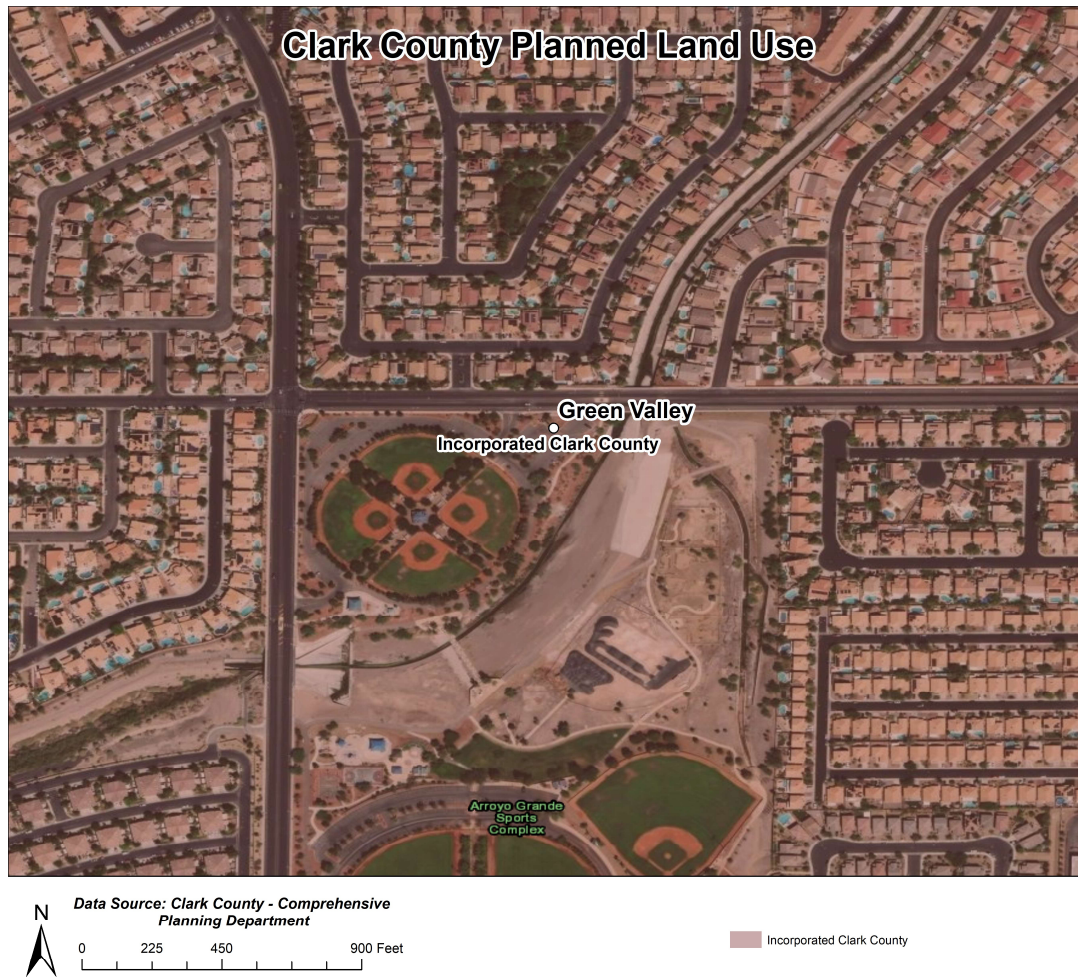 Clark County Planned Land Use
Green Valley
Incorporated Clark County
Arroyo Grande
Sports
Complex
N
Data Source: Clark County - Comprehensive
Planning Department
0 225 450 900 Feet
Incorporated Clark County